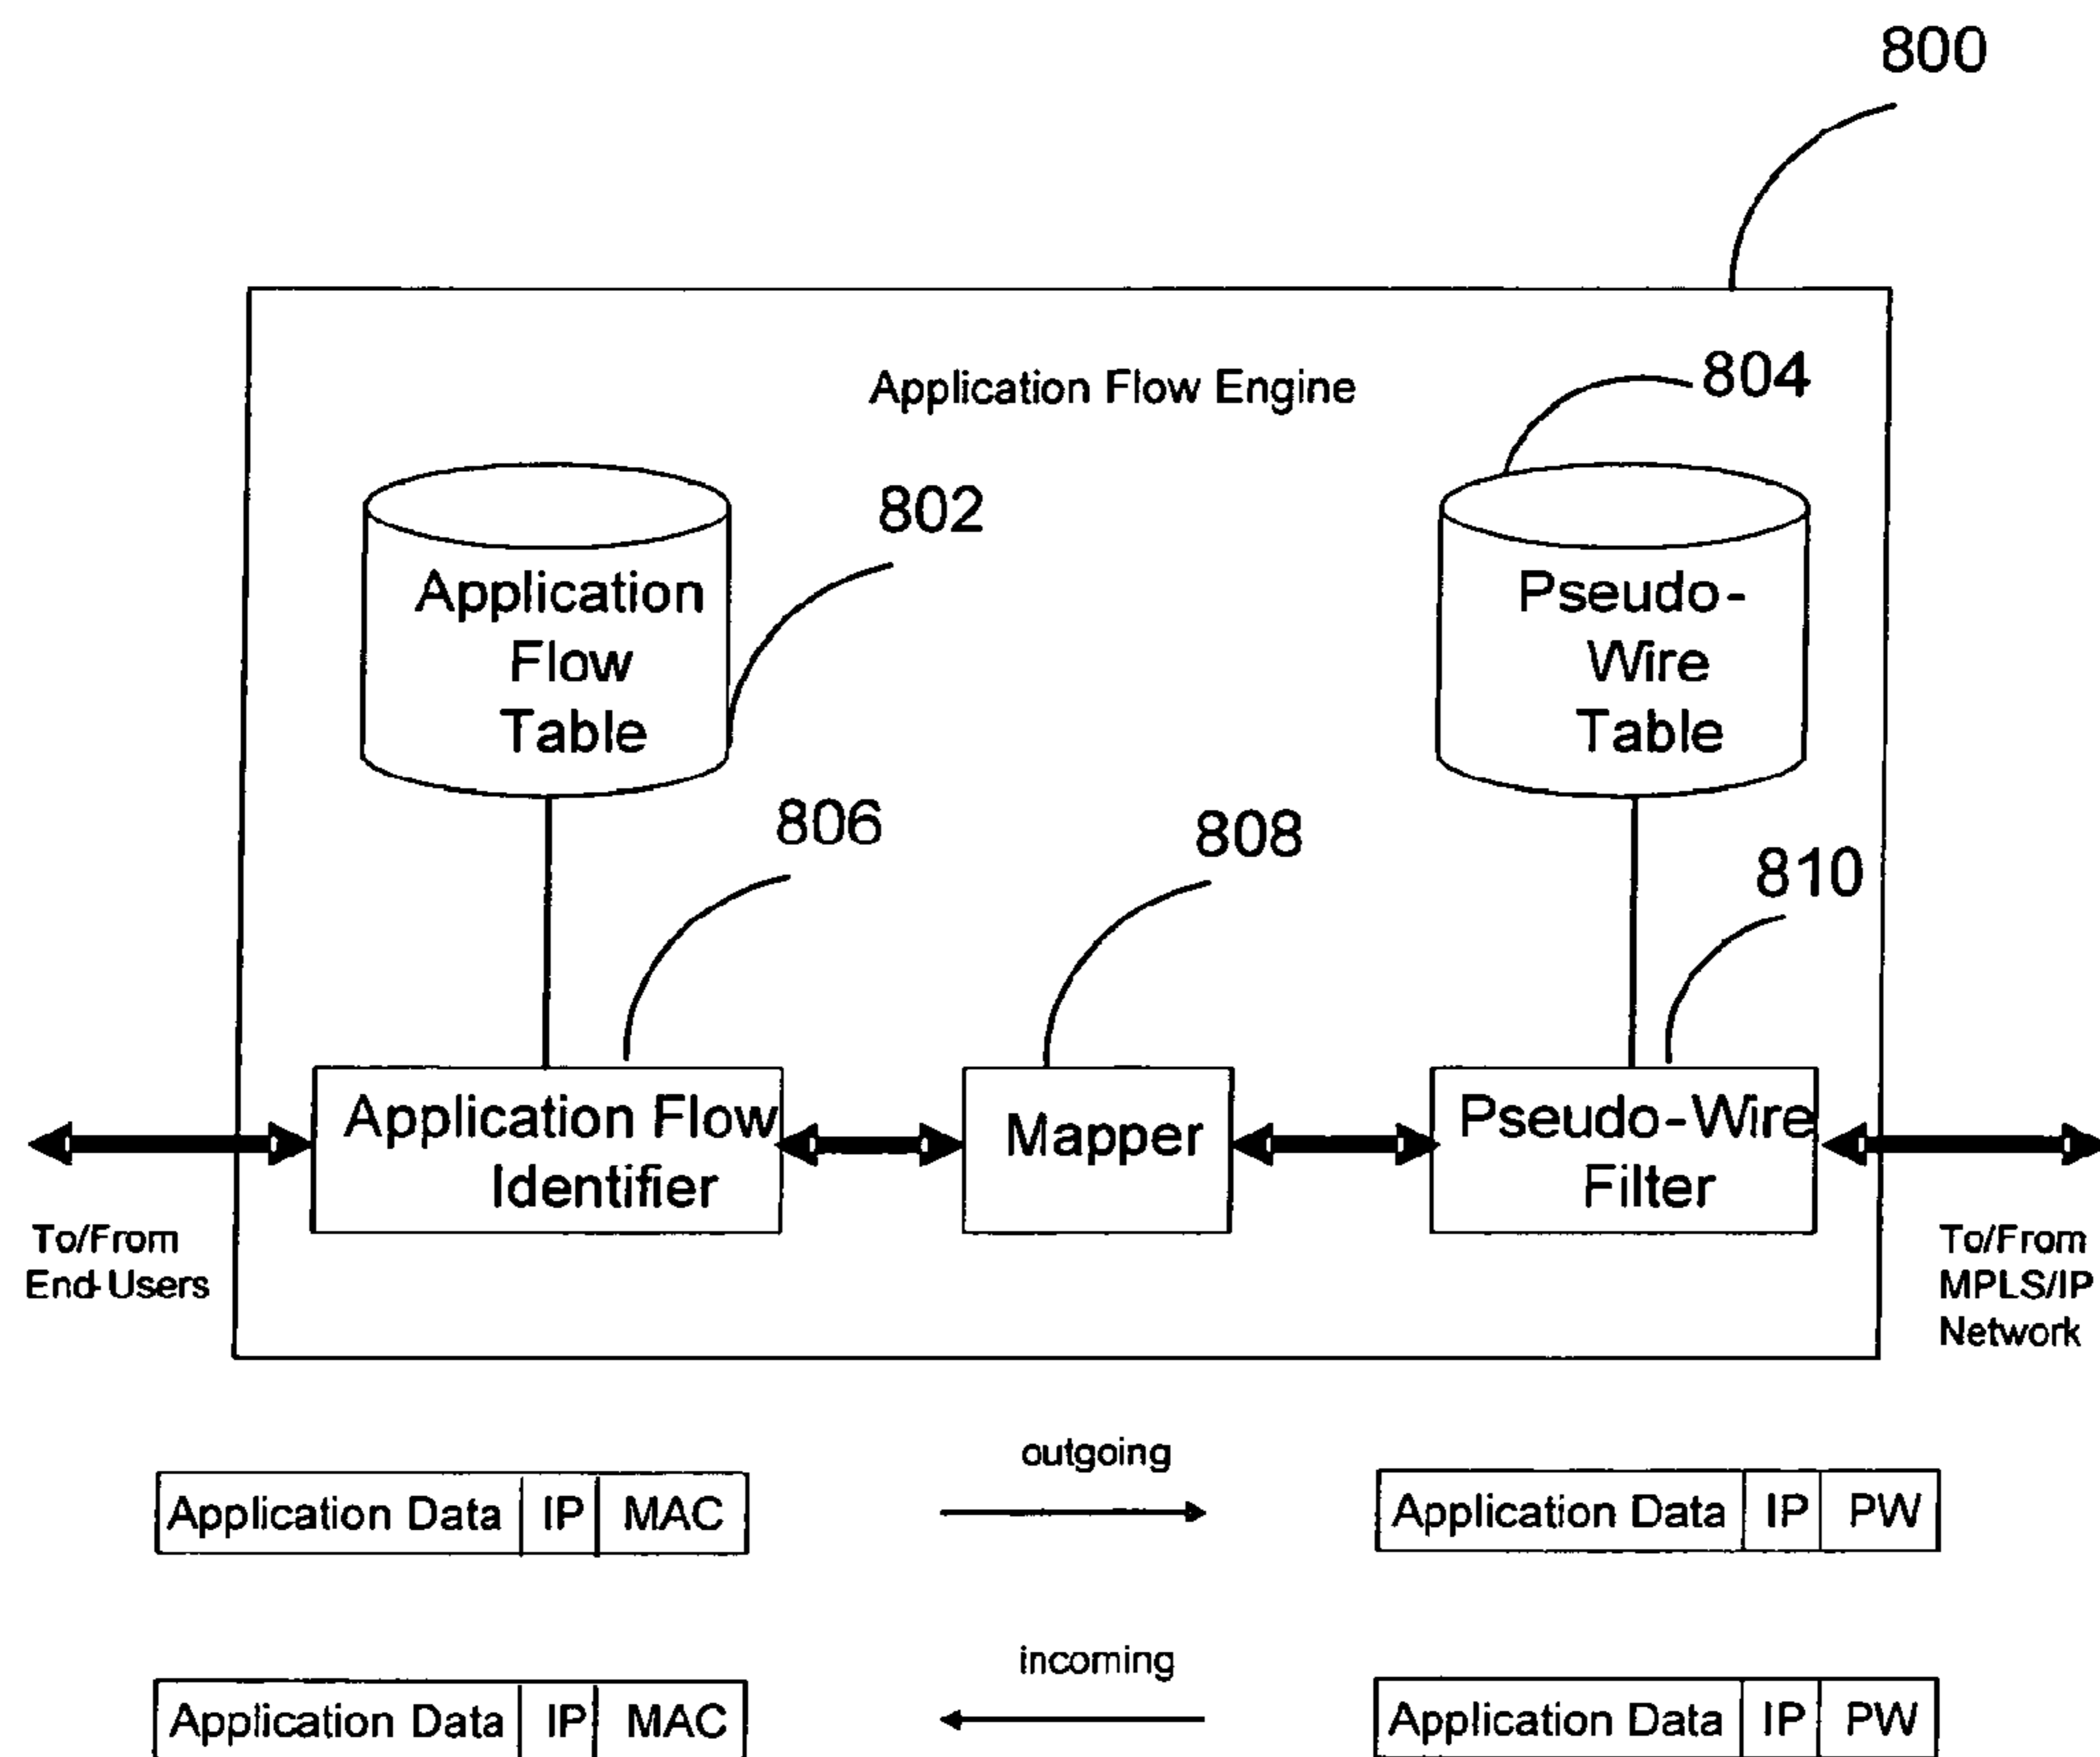 800
Application Flow Engine
804
802
Application
Flow
Table
Pseudo-
Wire
Table
806
808
810
Application Flow
Identifier
Mapper
Pseudo-Wire
Filter
To/From
End-Users
To/From
MPLS/IP
Network
outgoing
Application Data IP MAC
Application Data IP PW
incoming
Application Data IP MAC
Application Data IP PW